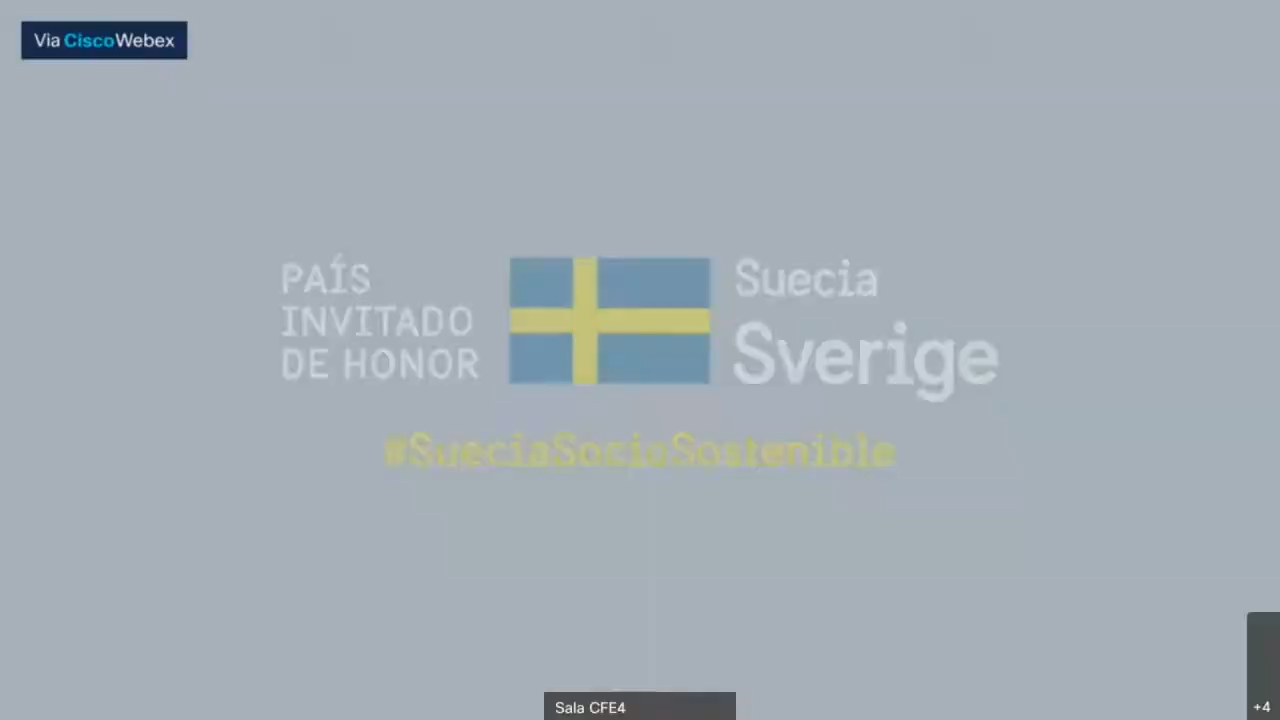 Via CiscoWebex
PAÍS
INVITADO
DE HONOR
Suecia
Sverige
#SueciaSocioSostenible
Sala CFE4
+4